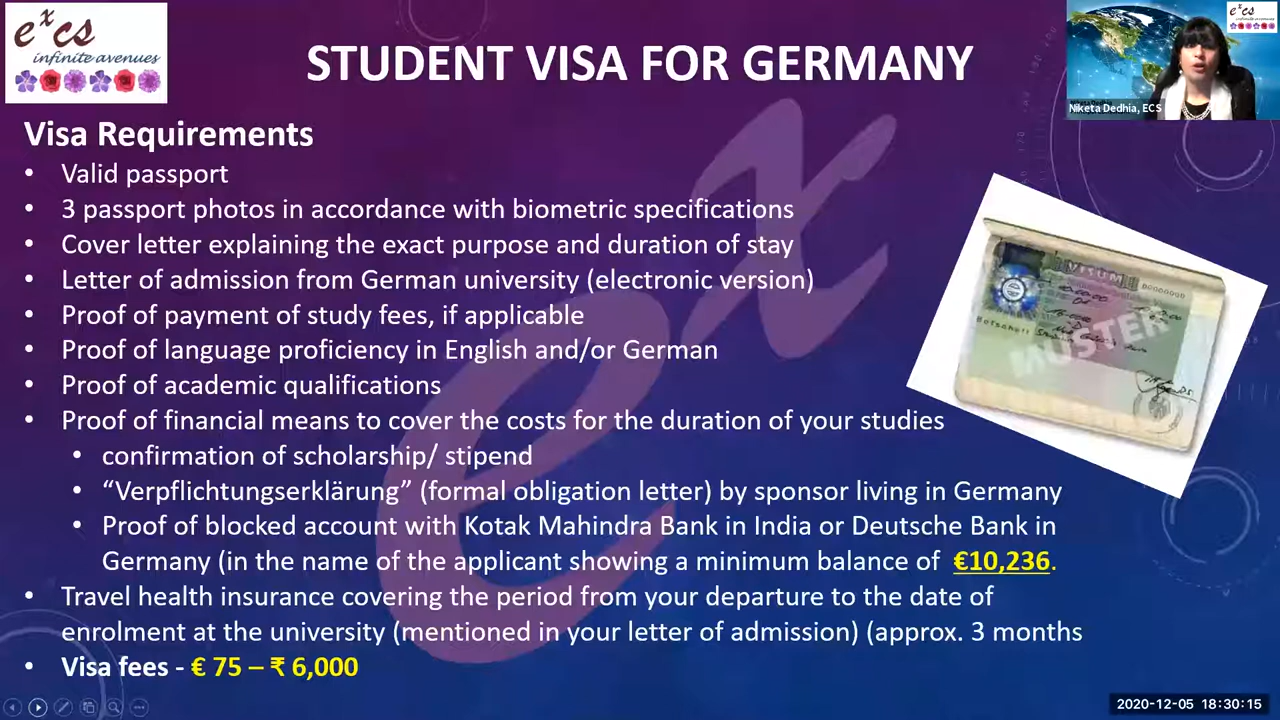 exCS
infinite avenues
STUDENT VISA FOR GERMANY
exCS
infinite avenues
Niketa Dedhia, ECS
Visa Requirements
• Valid passport
• 3 passport photos in accordance with biometric specifications
• Cover letter explaining the exact purpose and duration of stay
• Letter of admission from German university (electronic version)
• Proof of payment of study fees, if applicable
• Proof of language proficiency in English and/or German
• Proof of academic qualifications
• Proof of financial means to cover the costs for the duration of your studies
• confirmation of scholarship/ stipend
• “Verpflichtungserklärung” (formal obligation letter) by sponsor living in Germany
• Proof of blocked account with Kotak Mahindra Bank in India or Deutsche Bank in
Germany (in the name of the applicant showing a minimum balance of €10,236.
• Travel health insurance covering the period from your departure to the date of
enrolment at the university (mentioned in your letter of admission) (approx. 3 months
• Visa fees - € 75 – ₹ 6,000
VISUM
MUSTER
ex
2020-12-05 18:30:15